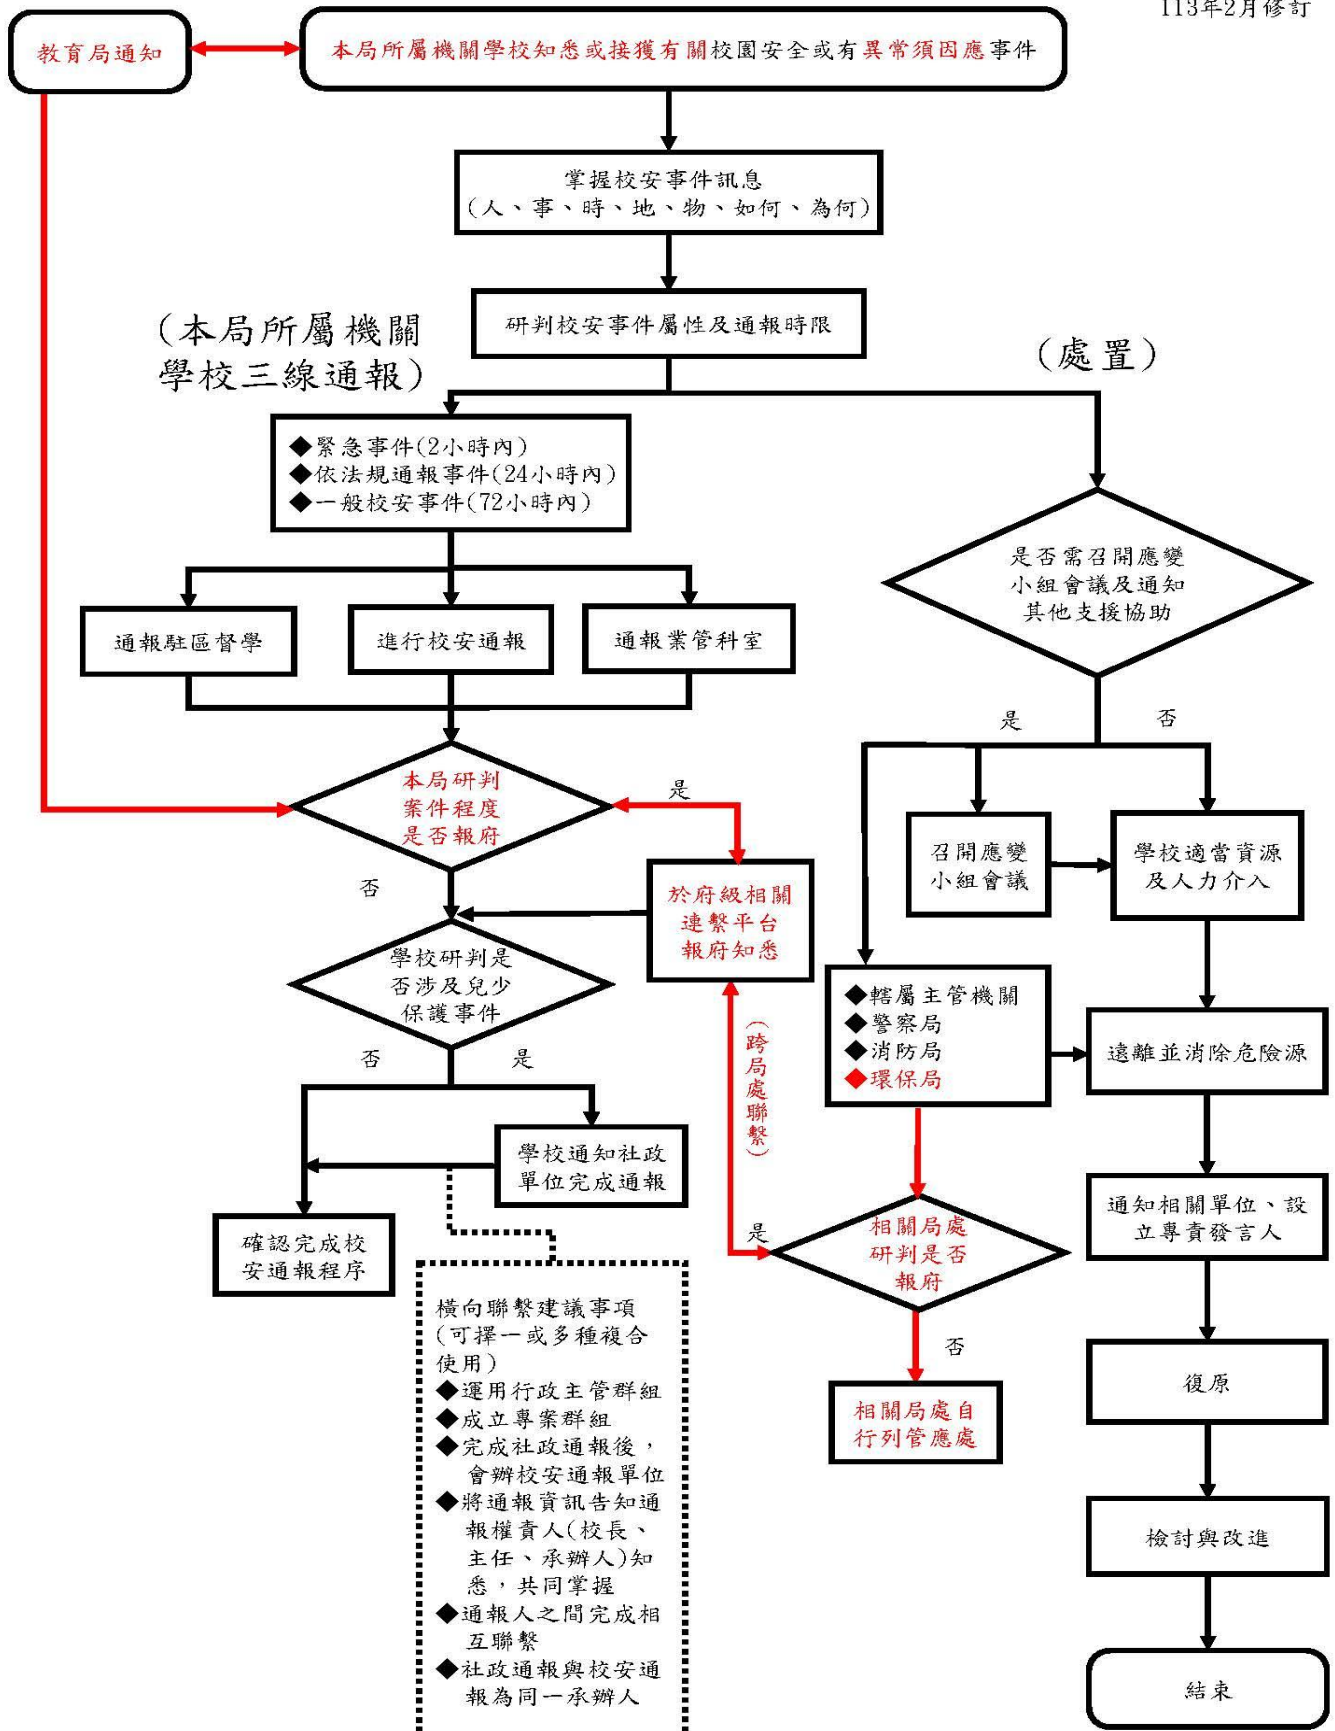 113年2月修訂
教育局通知
本局所屬機關學校知悉或接獲有關校園安全或有異常須因應事件
掌握校安事件訊息
(人、事、時、地、物、如何、為何)
研判校安事件屬性及通報時限
(本局所屬機關
學校三線通報)
(處置)
◆緊急事件(2小時內)
◆依法規通報事件(24小時內)
◆一般校安事件(72小時內)
是否需召開應變
小組會議及通知
其他支援協助
通報駐區督學
進行校安通報
通報業管科室
是
否
本局研判
案件程度
是否報府
是
否
召開應變
小組會議
學校適當資源
及人力介入
於府級相關
連繫平台
報府知悉
學校研判是
否涉及兒少
保護事件
否
是
(跨局處聯繫)
◆轄屬主管機關
◆警察局
◆消防局
◆環保局
遠離並消除危險源
學校通知社政
單位完成通報
確認完成校
安通報程序
通知相關單位、設
立專責發言人
是
相關局處
研判是否
報府
否
相關局處自
行列管應處
橫向聯繫建議事項
(可擇一或多種複合
使用)
◆運用行政主管群組
◆成立專案群組
◆完成社政通報後，
會辦校安通報單位
◆將通報資訊告知通
報權責人(校長、
主任、承辦人)知
悉，共同掌握
◆通報人之間完成相
互聯繫
◆社政通報與校安通
報為同一承辦人
復原
檢討與改進
結束